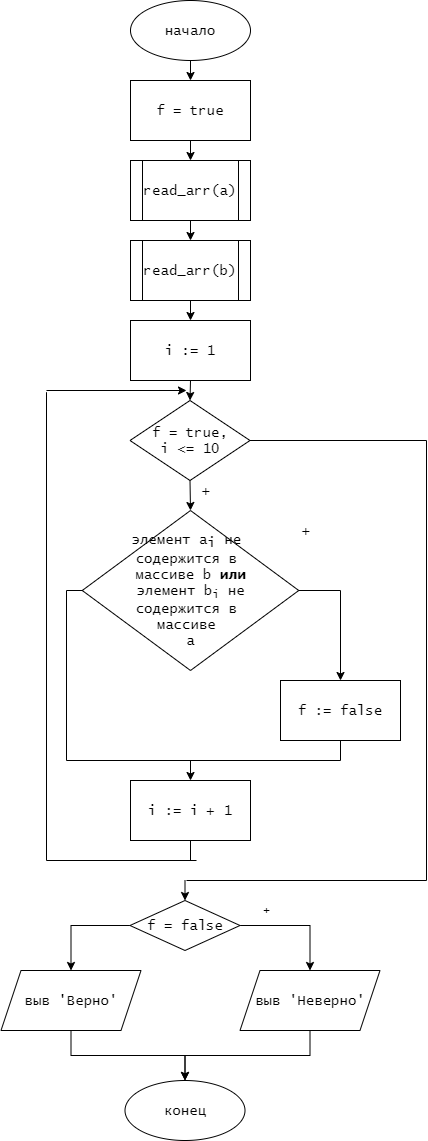 начало
f = true
read_arr(a)
read_arr(b)
i := 1
f = true,
i <= 10
+
элемент ai не
содержится в
массиве b или
элемент bi не
содержится в
массиве
a
+
f := false
i := i + 1
f = false
+
выв 'Верно'
выв 'Неверно'
конец